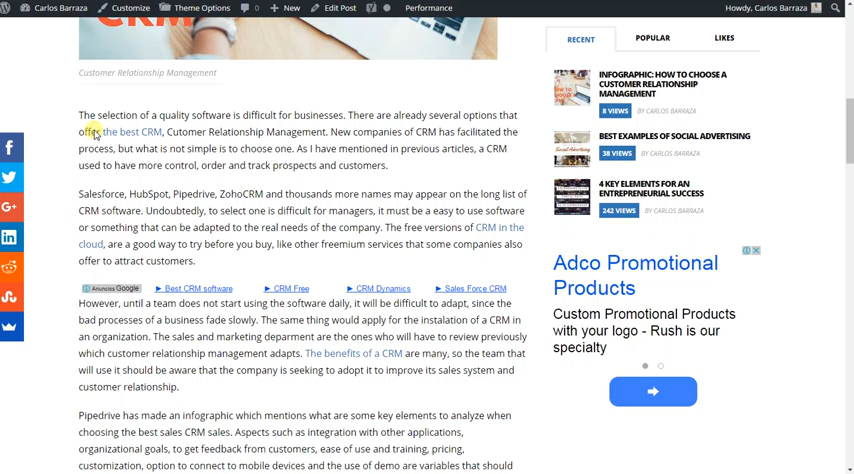 Carlos Barraza
Customize
Theme Options
0
New
Edit Post
Performance
Howdy, Carlos Barraza
CRM
Customer Relationship Management
The selection of a quality software is difficult for businesses. There are already several options that
offer the best CRM, Cutomer Relationship Management. New companies of CRM has facilitated the
process, but what is not simple is to choose one. As I have mentioned in previous articles, a CRM
used to have more control, order and track prospects and customers.
Salesforce, HubSpot, Pipedrive, ZohoCRM and thousands more names may appear on the long list of
CRM software. Undoubtedly, to select one is difficult for managers, it must be a easy to use software
or something that can be adapted to the real needs of the company. The free versions of CRM in the
cloud, are a good way to try before you buy, like other freemium services that some companies also
offer to attract customers.
Anuncios Google
Best CRM software
CRM Free
CRM Dynamics
Sales Force CRM
However, until a team does not start using the software daily, it will be difficult to adapt, since the
bad processes of a business fade slowly. The same thing would apply for the instalation of a CRM in
an organization. The sales and marketing deparment are the ones who will have to review previously
which customer relationship management adapts. The benefits of a CRM are many, so the team that
will use it should be aware that the company is seeking to adopt it to improve its sales system and
customer relationship.
Pipedrive has made an infographic which mentions what are some key elements to analyze when
choosing the best sales CRM. Aspects such as integration with other applications,
organizational goals, to get feedback from customers, ease of use and training, pricing,
customization, option to connect to mobile devices and the use of demo are variables that should
RECENT
POPULAR
LIKES
INFOGRAPHIC: HOW TO CHOOSE A
CUSTOMER RELATIONSHIP
MANAGEMENT
8 VIEWS
BY CARLOS BARRAZA
BEST EXAMPLES OF SOCIAL ADVERTISING
38 VIEWS
BY CARLOS BARRAZA
4 KEY ELEMENTS FOR AN
ENTREPRENEURIAL SUCCESS
242 VIEWS
BY CARLOS BARRAZA
Adco Promotional
Products
Custom Promotional Products
with your logo - Rush is our
specialty